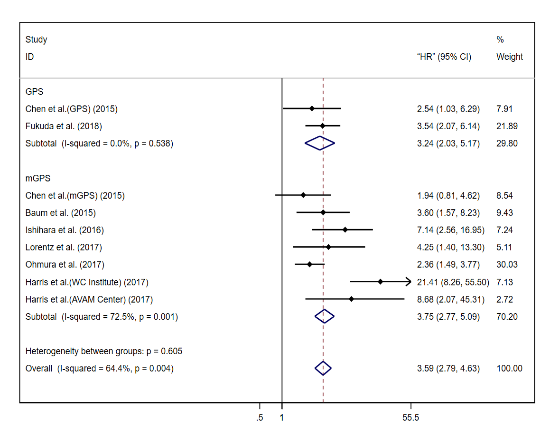 Study %
ID "HR" (95% CI) Weight
GPS
Chen et al.(GPS) (2015) 2.54 (1.03, 6.29) 7.91
Fukuda et al. (2018) 3.54 (2.07, 6.14) 21.89
Subtotal (I-squared = 0.0%, p = 0.538) 3.24 (2.03, 5.17) 29.80
mGPS
Chen et al.(mGPS) (2015) 1.94 (0.81, 4.62) 8.54
Baum et al. (2015) 3.60 (1.57, 8.23) 9.43
Ishihara et al. (2016) 7.14 (2.56, 16.95) 7.24
Lorentz et al. (2017) 4.25 (1.40, 13.30) 5.11
Ohmura et al. (2017) 2.36 (1.49, 3.77) 30.03
Harris et al.(WC Institute) (2017) 21.41 (8.26, 55.50) 7.13
Harris et al.(AVAM Center) (2017) 8.68 (2.07, 45.31) 2.72
Subtotal (I-squared = 72.5%, p = 0.001) 3.75 (2.77, 5.09) 70.20
Heterogeneity between groups: p = 0.605
Overall (I-squared = 64.4%, p = 0.004) 3.59 (2.79, 4.63) 100.00
.5 1 55.5